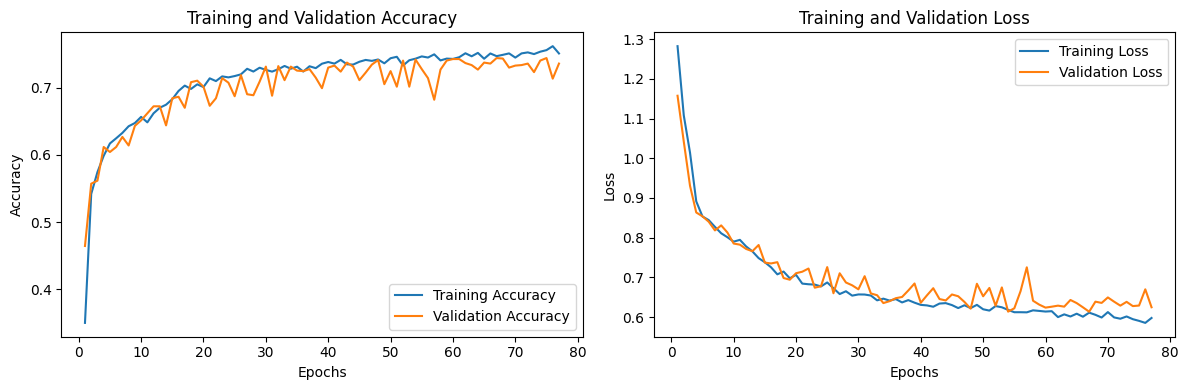 Training and Validation Accuracy
Accuracy
0.7
0.6
0.5
0.4
Training Accuracy
Validation Accuracy
0 10 20 30 40 50 60 70 80
Epochs
Training and Validation Loss
Loss
1.3
1.2
1.1
1.0
0.9
0.8
0.7
0.6
Training Loss
Validation Loss
0 10 20 30 40 50 60 70 80
Epochs